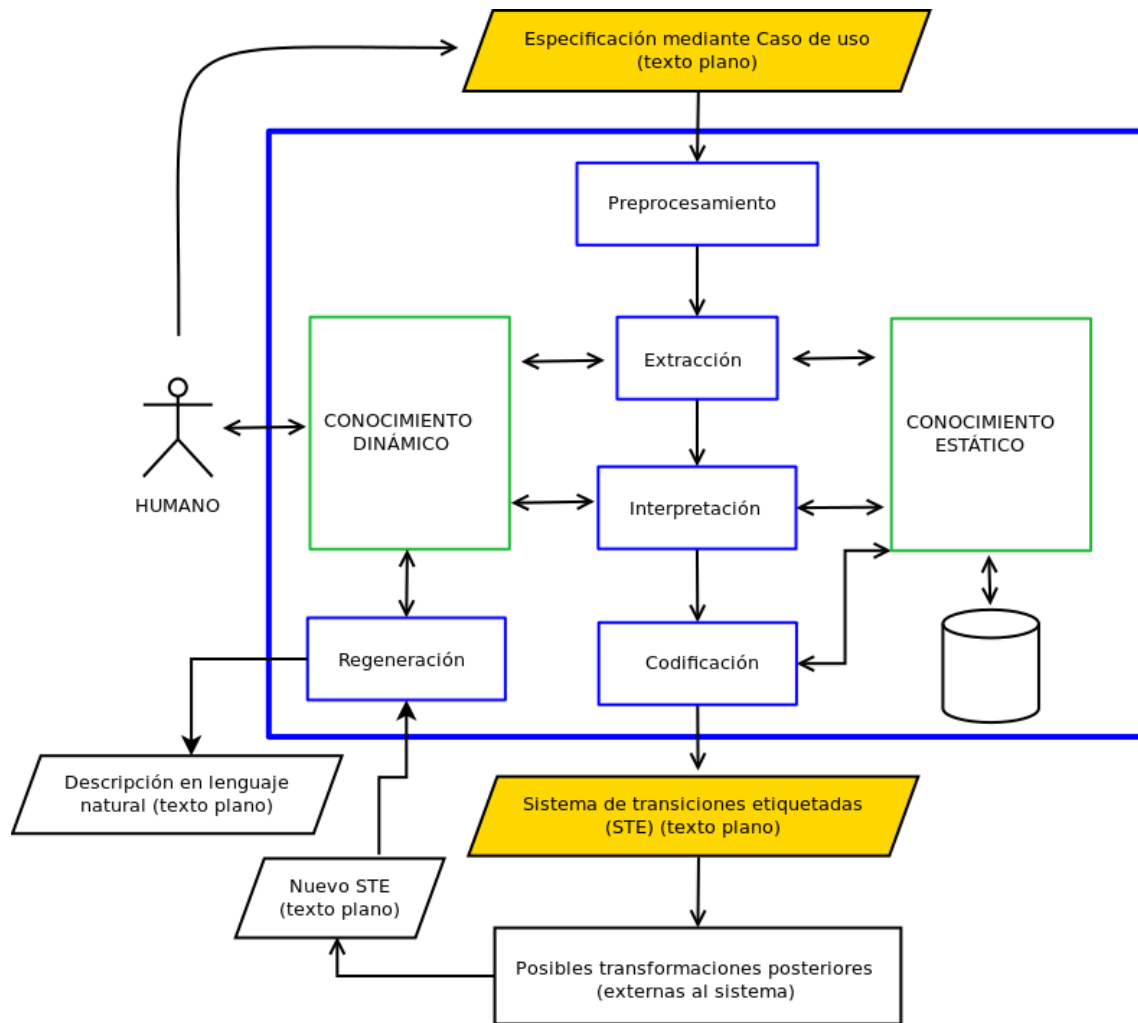 Especificación mediante Caso de uso
(texto plano)
Preprocesamiento
Extracción
CONOCIMIENTO
DINÁMICO
CONOCIMIENTO
ESTÁTICO
HUMANO
Interpretación
Regeneración
Codificación
Descripción en lenguaje
natural (texto plano)
Sistema de transiciones etiquetadas
(STE) (texto plano)
Nuevo STE
(texto plano)
Posibles transformaciones posteriores
(externas al sistema)